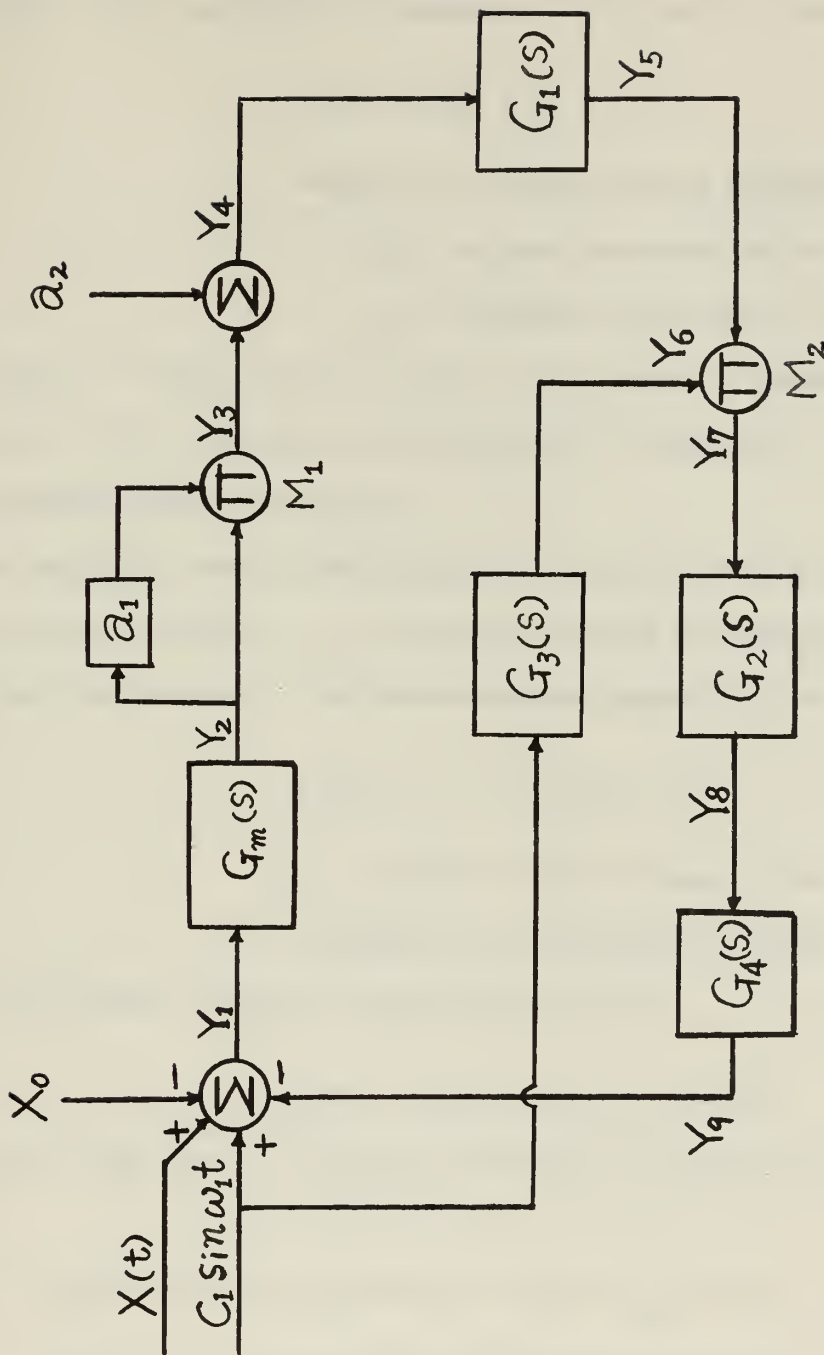 X(t)
C₁ sin ω₁t
X₀
+
-
+
-
Σ
Y₁
Gₘ(s)
Y₂
a₁
Π
M₁
Y₃
a₂
Σ
Y₄
G₁(s)
Y₅
G₃(s)
Y₆
Π
M₂
Y₇
G₂(s)
Y₈
G₄(s)
Y₉